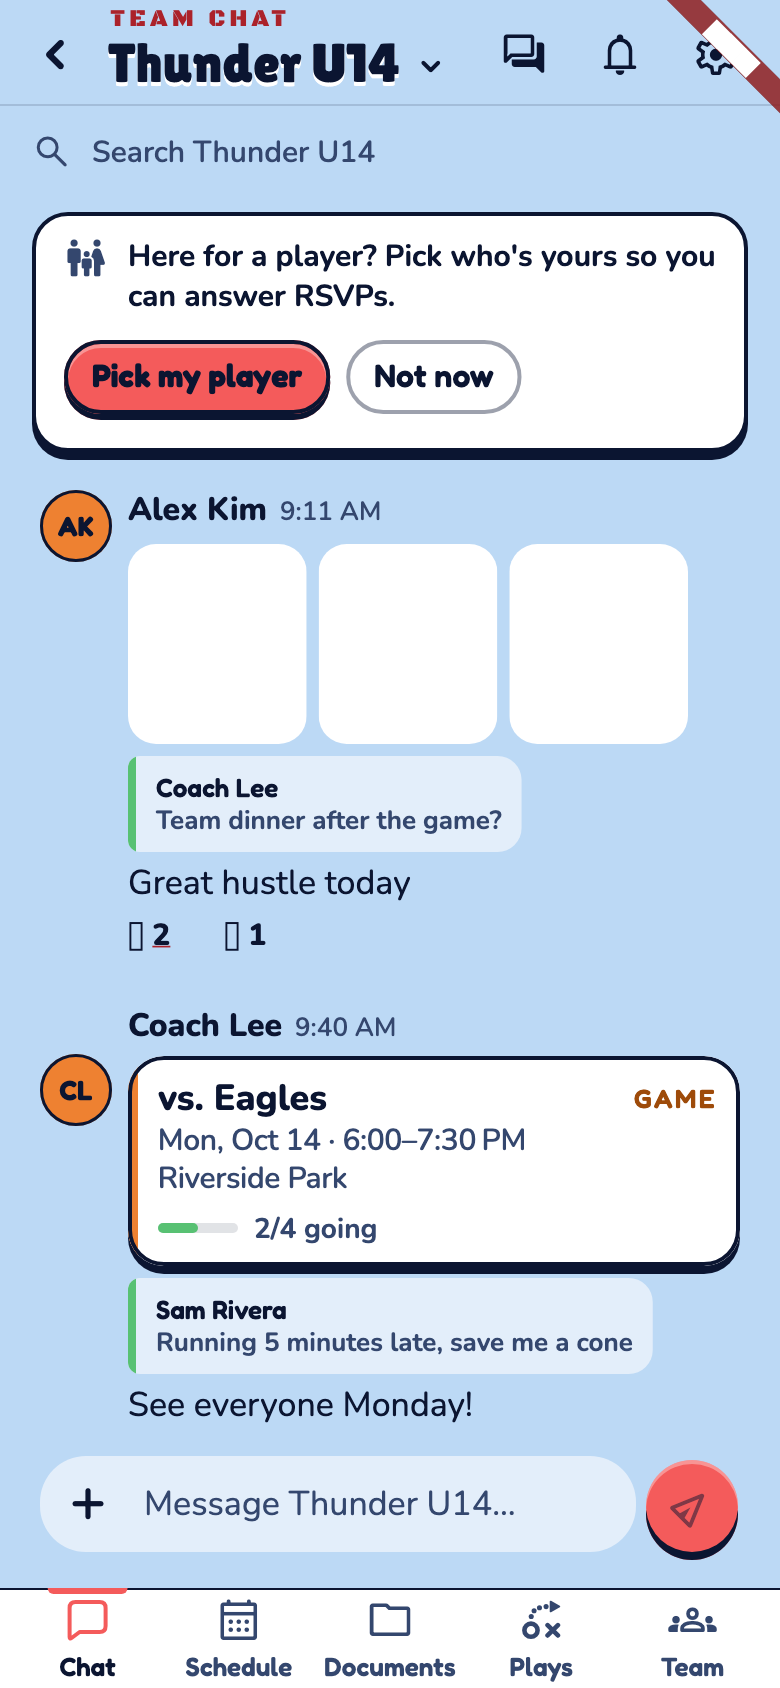 TEAM CHAT
Thunder U14
Search Thunder U14
Here for a player? Pick who's yours so you
can answer RSVPs.
Pick my player
Not now
AK
Alex Kim 9:11 AM
Coach Lee
Team dinner after the game?
Great hustle today
2 1
Coach Lee 9:40 AM
CL
vs. Eagles
GAME
Mon, Oct 14 · 6:00–7:30 PM
Riverside Park
2/4 going
Sam Rivera
Running 5 minutes late, save me a cone
See everyone Monday!
Message Thunder U14...
Chat
Schedule
Documents
Plays
Team